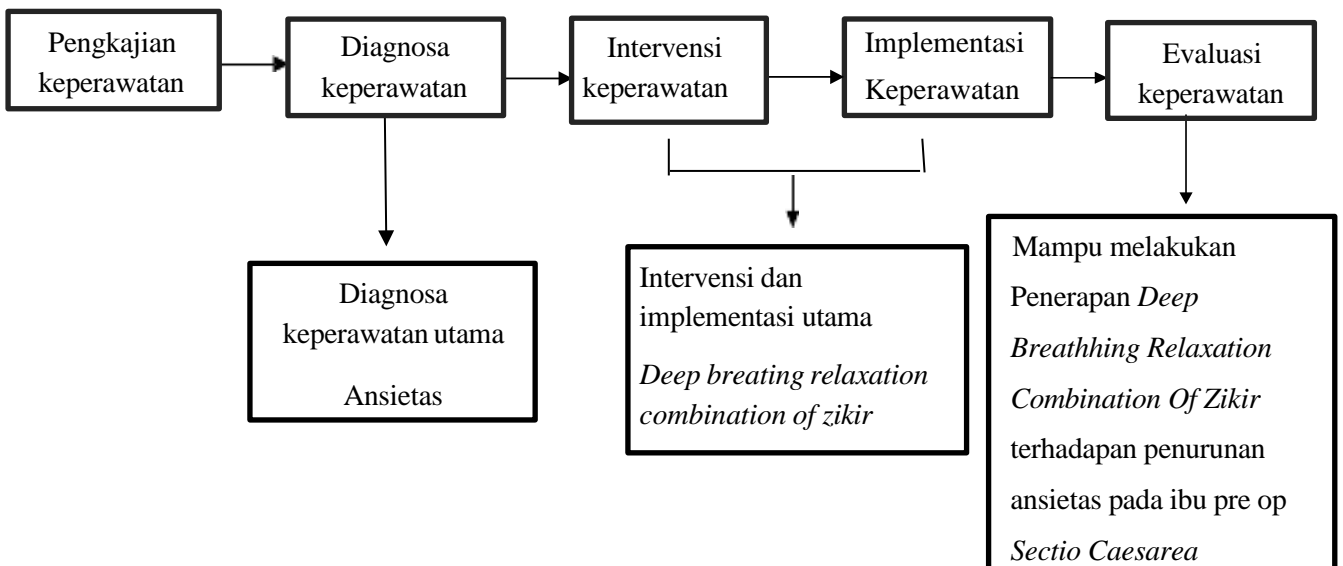 Pengkajian
keperawatan
Diagnosa
keperawatan
Intervensi
keperawatan
Implementasi
Keperawatan
Evaluasi
keperawatan
Diagnosa
keperawatan utama
Ansietas
Intervensi dan
implementasi utama
Deep breating relaxation
combination of zikir
Mampu melakukan
Penerapan Deep
Breathhing Relaxation
Combination Of Zikir
terhadapan penurunan
ansietas pada ibu pre op
Sectio Caesarea